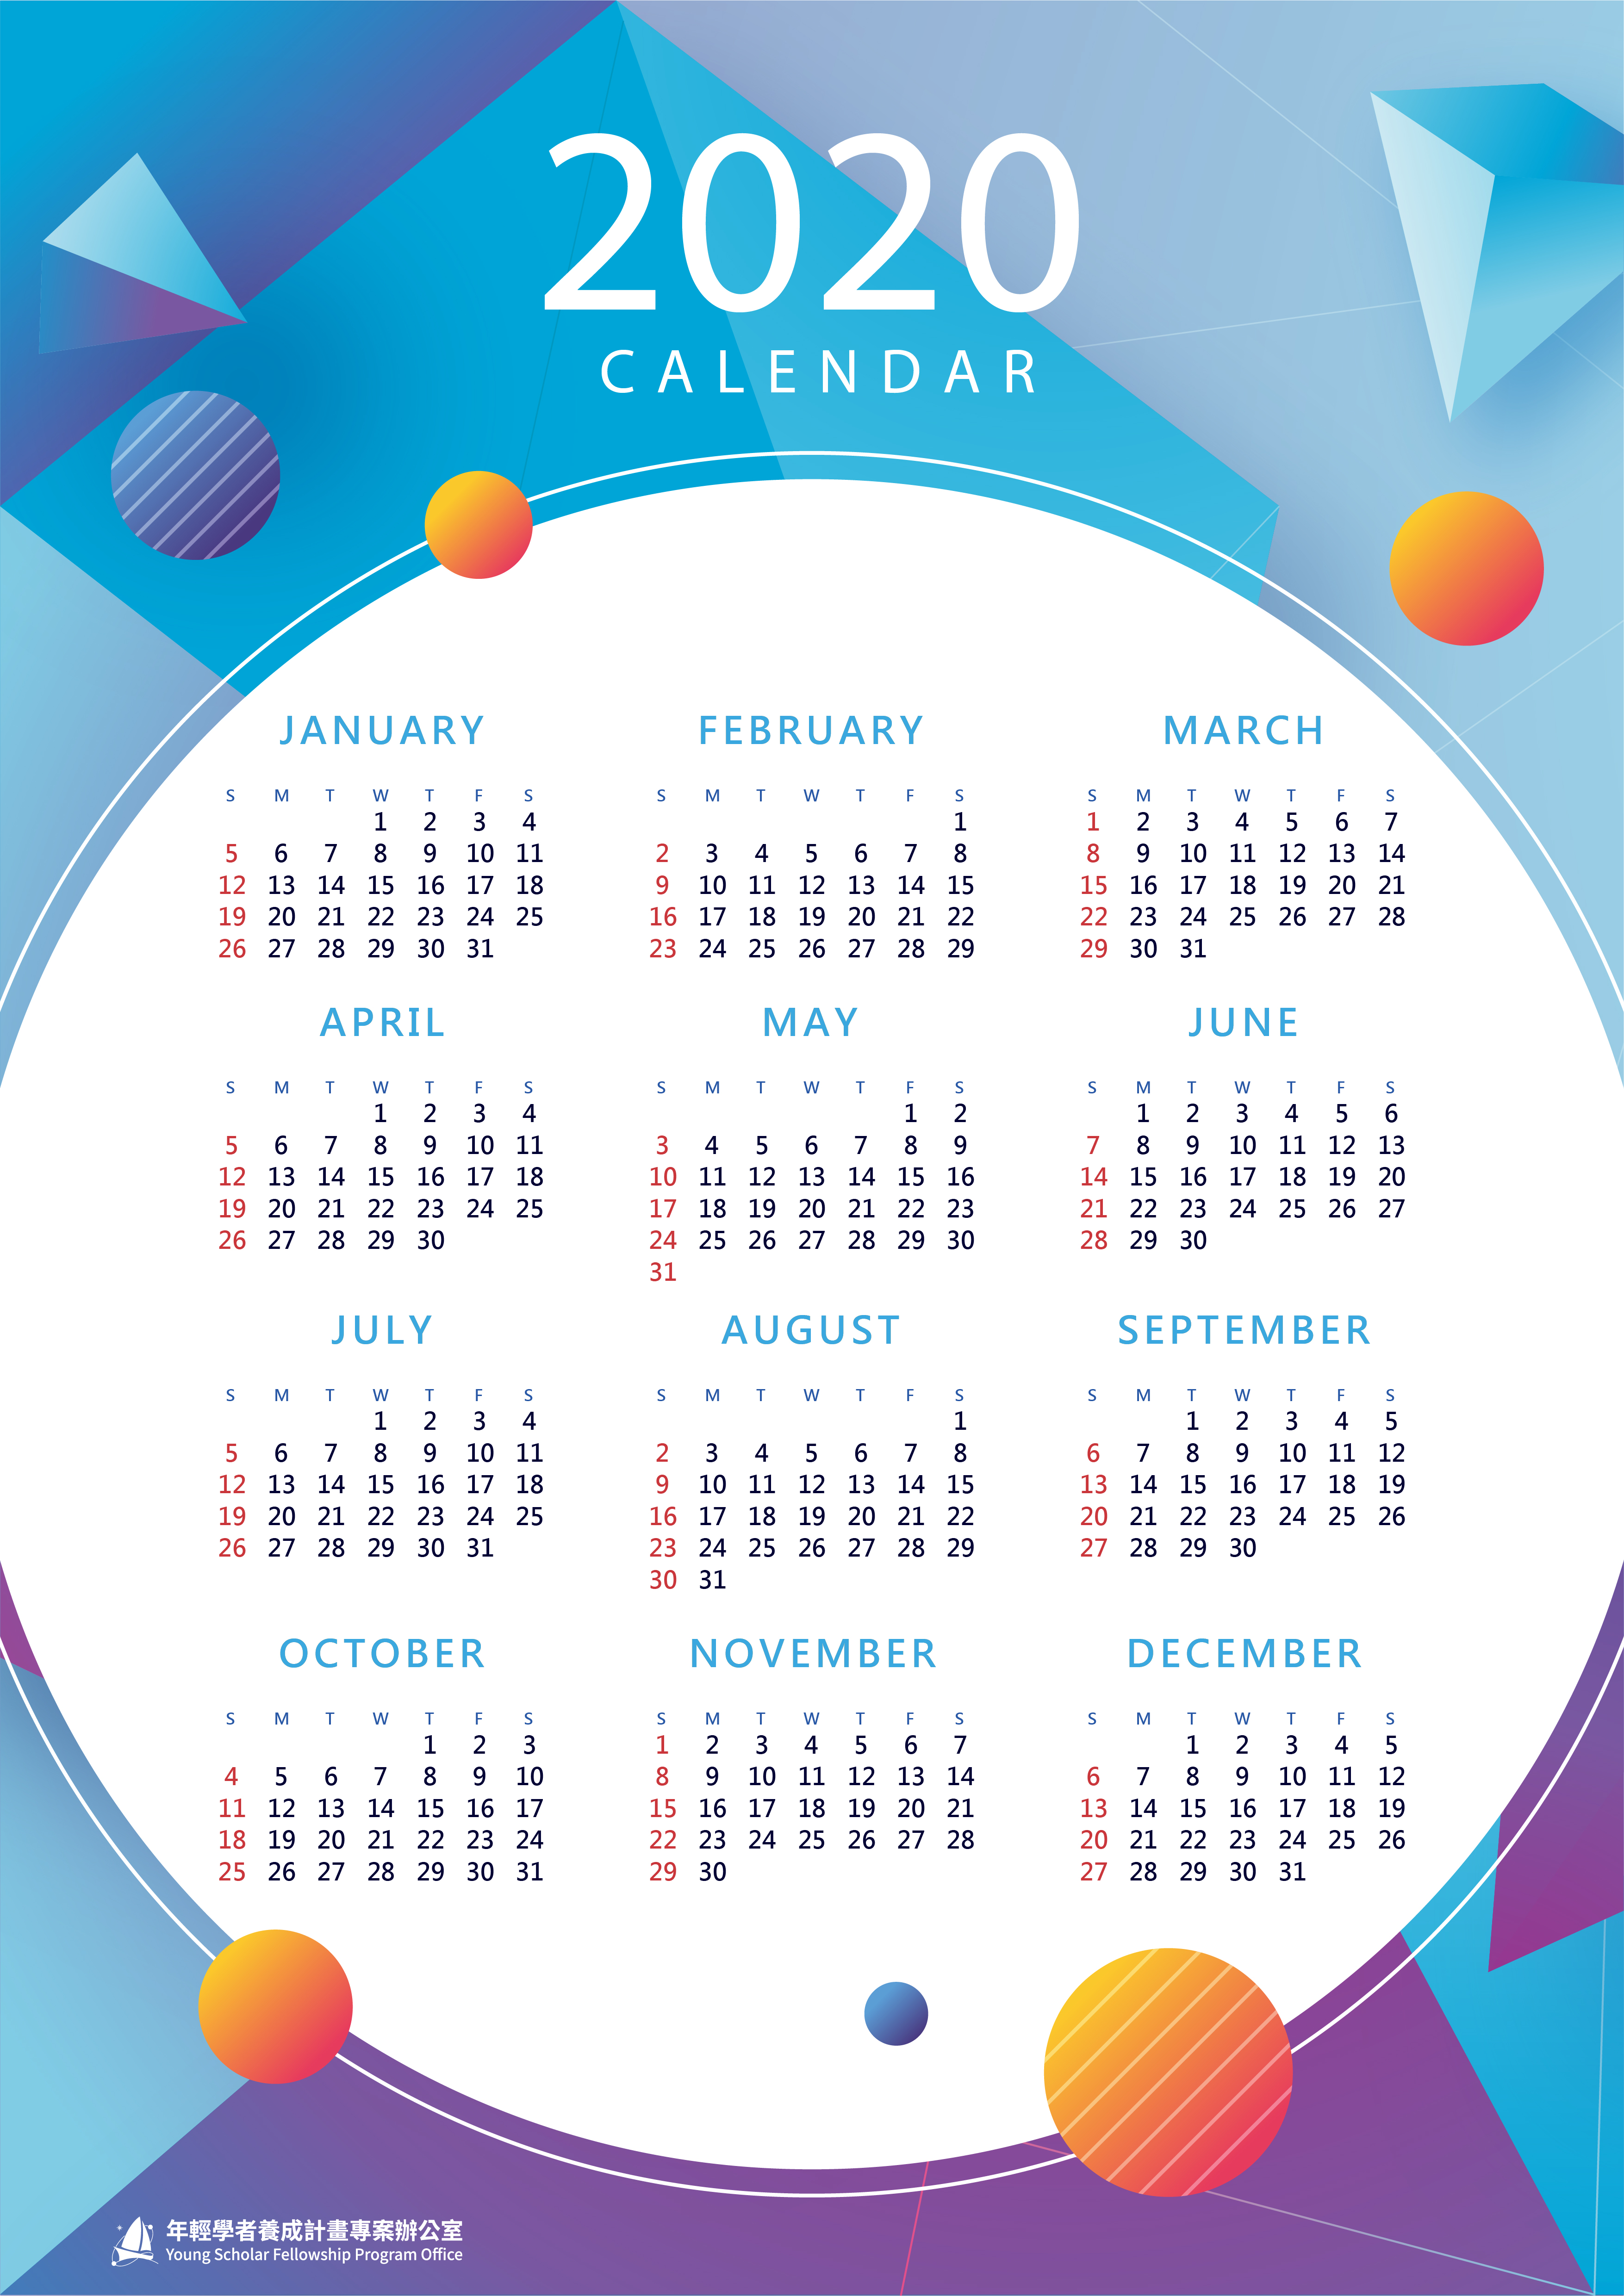 2020
CALENDAR
JANUARY FEBRUARY MARCH
S M T W T F S S M T W T F S S M T W T F S
1 2 3 4 1 1 2 3 4 5 6 7
5 6 7 8 9 10 11 2 3 4 5 6 7 8 8 9 10 11 12 13 14
12 13 14 15 16 17 18 9 10 11 12 13 14 15 15 16 17 18 19 20 21
19 20 21 22 23 24 25 16 17 18 19 20 21 22 22 23 24 25 26 27 28
26 27 28 29 30 31 23 24 25 26 27 28 29 29 30 31
APRIL MAY JUNE
S M T W T F S S M T W T F S S M T W T F S
1 2 3 4 1 2 1 2 3 4 5 6
5 6 7 8 9 10 11 3 4 5 6 7 8 9 7 8 9 10 11 12 13
12 13 14 15 16 17 18 10 11 12 13 14 15 16 14 15 16 17 18 19 20
19 20 21 22 23 24 25 17 18 19 20 21 22 23 21 22 23 24 25 26 27
26 27 28 29 30 24 25 26 27 28 29 30 28 29 30
31
JULY AUGUST SEPTEMBER
S M T W T F S S M T W T F S S M T W T F S
1 2 3 4 1 1 2 3 4 5
5 6 7 8 9 10 11 2 3 4 5 6 7 8 6 7 8 9 10 11 12
12 13 14 15 16 17 18 9 10 11 12 13 14 15 13 14 15 16 17 18 19
19 20 21 22 23 24 25 16 17 18 19 20 21 22 20 21 22 23 24 25 26
26 27 28 29 30 31 23 24 25 26 27 28 29 27 28 29 30
30 31
OCTOBER NOVEMBER DECEMBER
S M T W T F S S M T W T F S S M T W T F S
1 2 3 1 2 3 4 5 6 7 1 2 3 4 5
4 5 6 7 8 9 10 8 9 10 11 12 13 14 6 7 8 9 10 11 12
11 12 13 14 15 16 17 15 16 17 18 19 20 21 13 14 15 16 17 18 19
18 19 20 21 22 23 24 22 23 24 25 26 27 28 20 21 22 23 24 25 26
25 26 27 28 29 30 31 29 30 27 28 29 30 31
年輕學者養成計畫專案辦公室
Young Scholar Fellowship Program Office